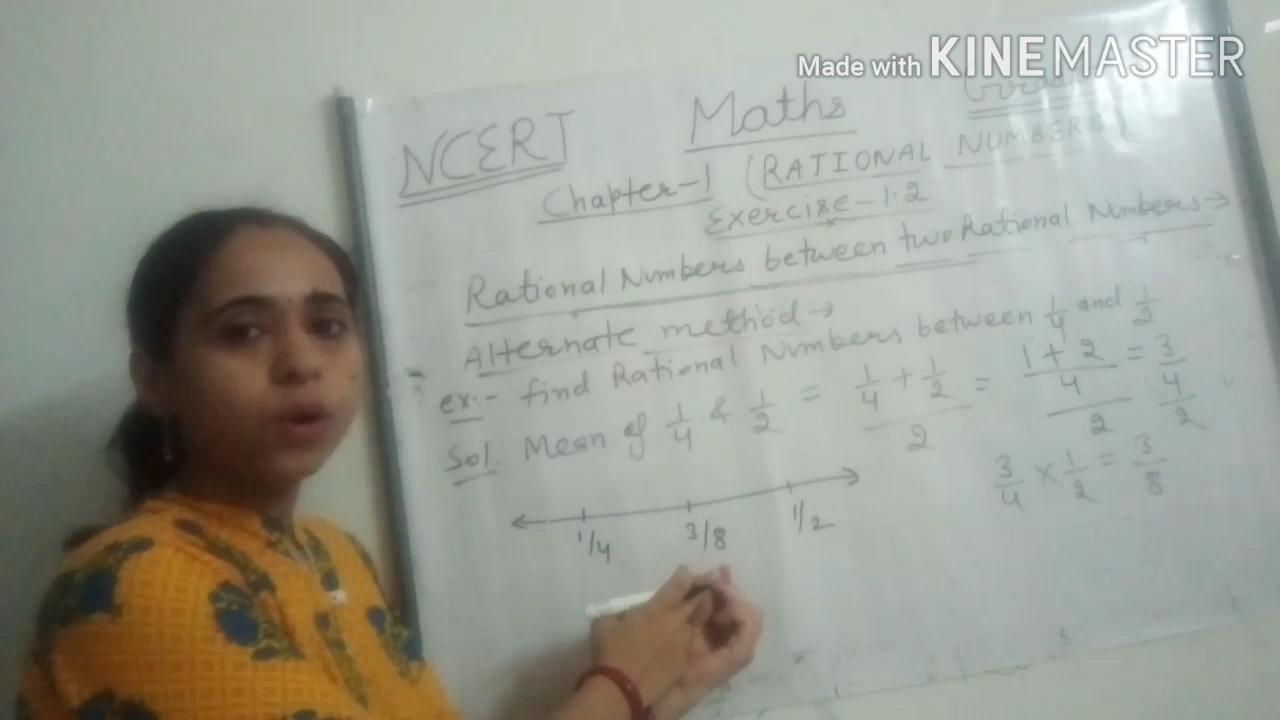 Made with KINEMASTER
NCERT Maths
Chapter-1 (RATIONAL NUMBERS)
Exercise-1.2
Rational Numbers between two Rational Numbers→
Alternate method→
ex:- find Rational Numbers between 1/4 and 1/2
Sol. Mean of 1/4 & 1/2 = (1/4 + 1/2)/2 = ((1+2)/4)/2 = (3/4)/2
3/4 × 1/2 = 3/8
1/4 3/8 1/2